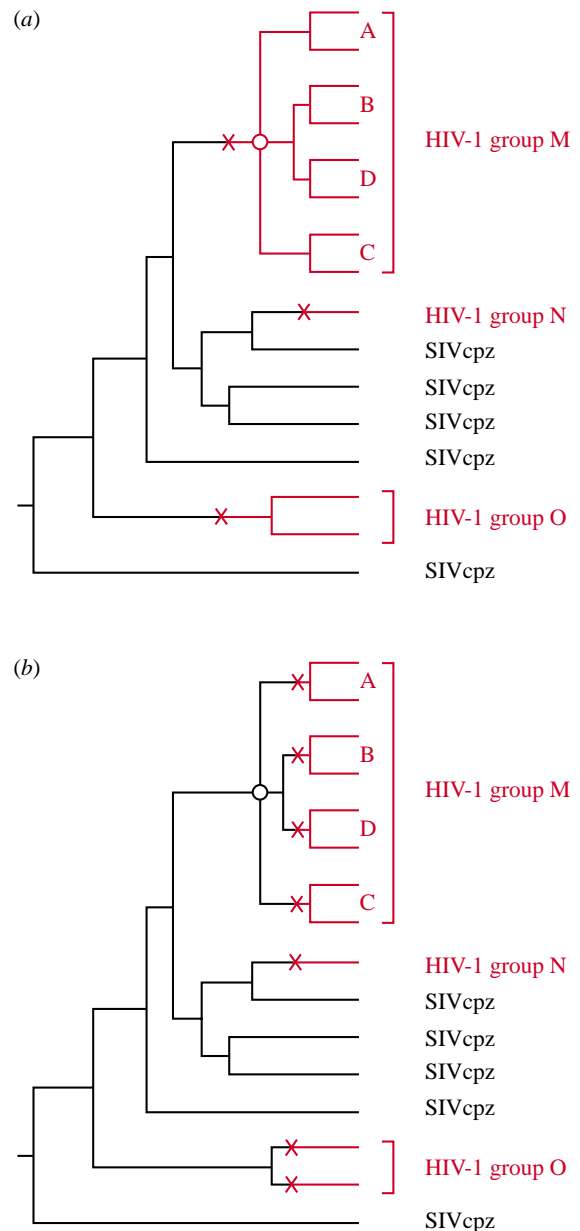 (a)
A
B
HIV-1 group M
D
C
HIV-1 group N
SIVcpz
SIVcpz
SIVcpz
SIVcpz
HIV-1 group O
SIVcpz
(b)
A
B
HIV-1 group M
D
C
HIV-1 group N
SIVcpz
SIVcpz
SIVcpz
SIVcpz
HIV-1 group O
SIVcpz